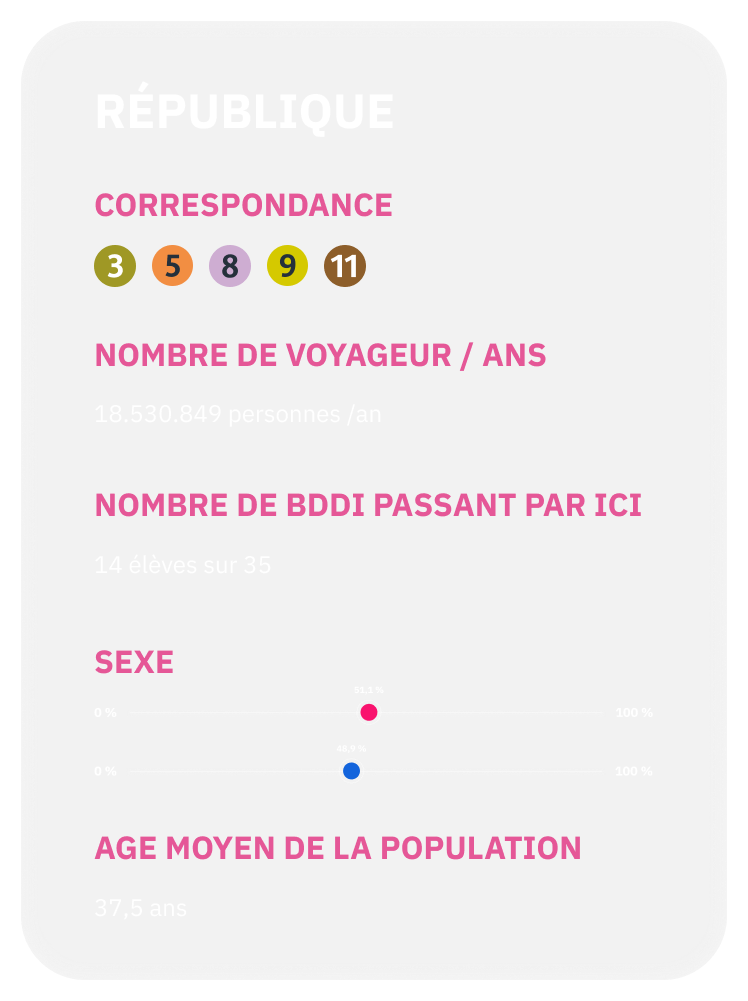 RÉPUBLIQUE
CORRESPONDANCE
3 5 8 9 11
NOMBRE DE VOYAGEUR / ANS
18.530.849 personnes /an
NOMBRE DE BDDI PASSANT PAR ICI
14 élèves sur 35
SEXE
51,1 %
0 % 100 %
48,9 %
0 % 100 %
AGE MOYEN DE LA POPULATION
37,5 ans